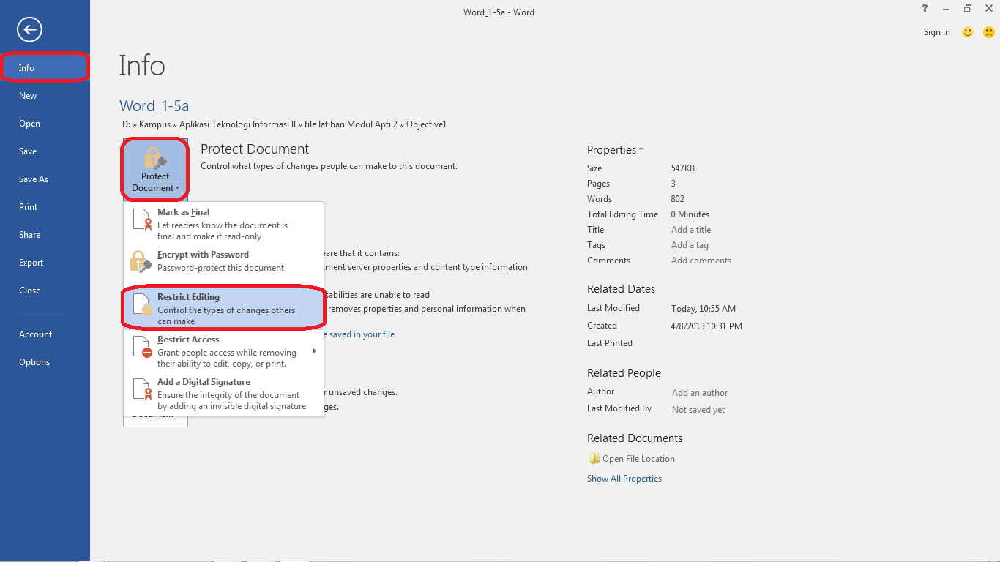 Word_1-5a - Word
?
Sign in
Info
New
Open
Save
Save As
Print
Share
Export
Close
Account
Options
Info
Word_1-5a
D: » Kampus » Aplikasi Teknologi Informasi II » file latihan Modul Apti 2 » Objective1
Protect
Document
Protect Document
Control what types of changes people can make to this document.
Mark as Final
Let readers know the document is
final and make it read-only
Encrypt with Password
Password-protect this document
Restrict Editing
Control the types of changes others
can make
Restrict Access
Grant people access while removing
their ability to edit, copy, or print.
Add a Digital Signature
Ensure the integrity of the document
by adding an invisible digital signature
that it contains:
server properties and content type information
are unable to read
removes properties and personal information when
saved in your file
unsaved changes.
Properties
Size 547KB
Pages 3
Words 802
Total Editing Time 0 Minutes
Title Add a title
Tags Add a tag
Comments Add comments
Related Dates
Last Modified Today, 10:55 AM
Created 4/8/2013 10:31 PM
Last Printed
Related People
Author Add an author
Last Modified By Not saved yet
Related Documents
Open File Location
Show All Properties